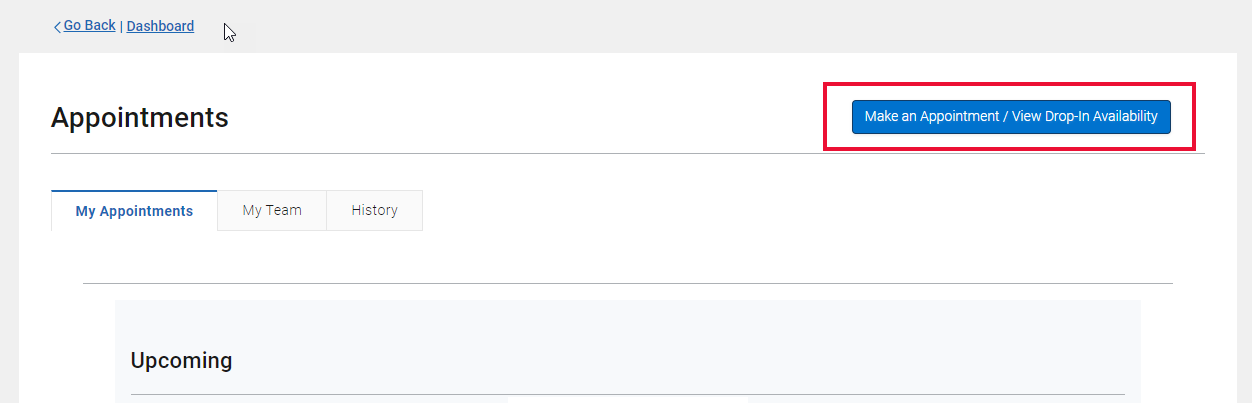 Go Back | Dashboard
Appointments
Make an Appointment / View Drop-In Availability
My Appointments
My Team
History
Upcoming